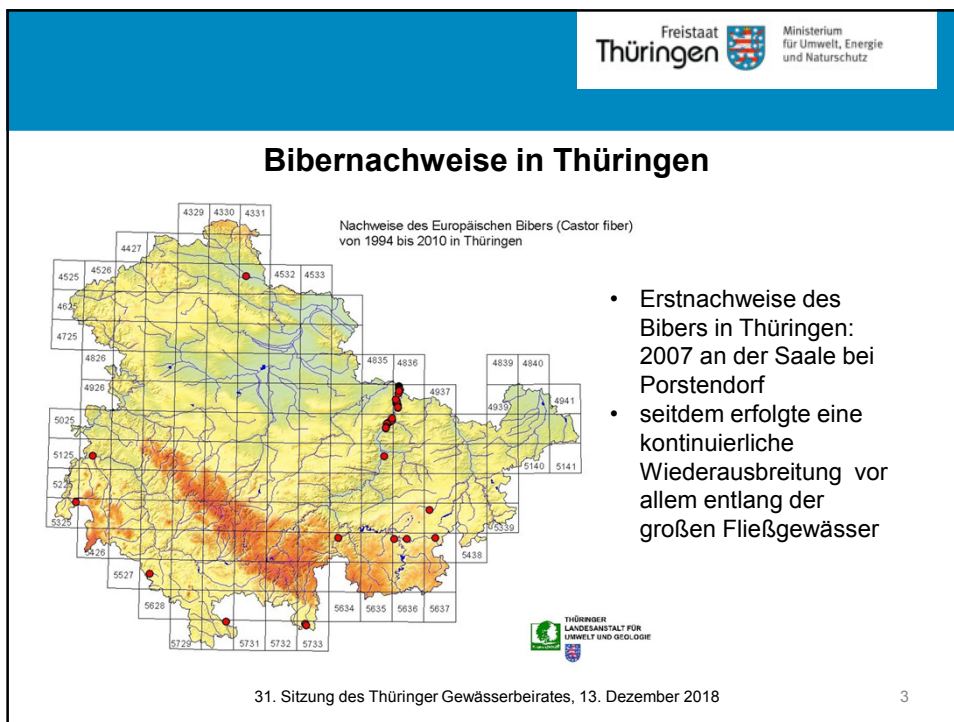 Freistaat
Thüringen
Ministerium
für Umwelt, Energie
und Naturschutz
Bibernachweise in Thüringen
Nachweise des Europäischen Bibers (Castor fiber)
von 1994 bis 2010 in Thüringen
4329 4330 4331
4427
4525 4526 4532 4533
4625
4725
4826 4835 4836 4839 4840
4926 4937 4939 4941
5025
5125 5140 5141
5225
5325 5339
5426 5438
5527
5628 5634 5635 5636 5637
5729 5731 5732 5733
• Erstnachweise des
Bibers in Thüringen:
2007 an der Saale bei
Porstendorf
• seitdem erfolgte eine
kontinuierliche
Wiederausbreitung vor
allem entlang der
großen Fließgewässer
THÜRINGER
LANDESANSTALT FÜR
UMWELT UND GEOLOGIE
31. Sitzung des Thüringer Gewässerbeirates, 13. Dezember 2018
3